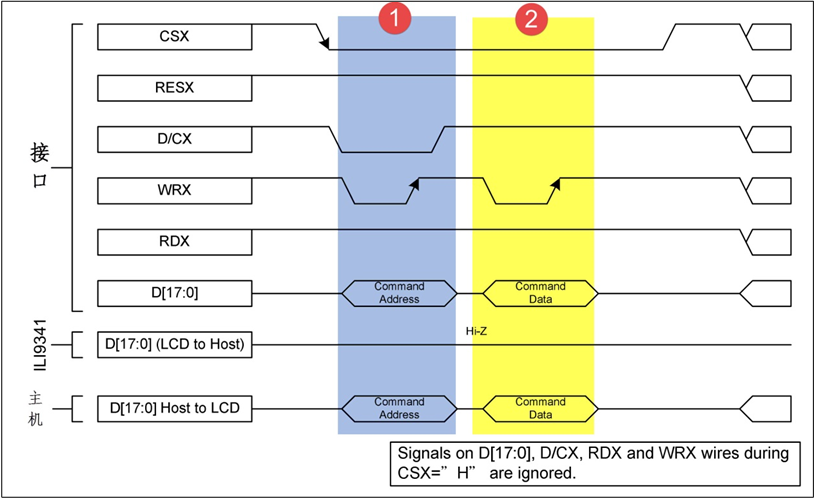 1
2
CSX
RESX
D/CX
接
口
WRX
RDX
D[17:0]
Command
Address
Command
Data
Hi-Z
ILI9341
D[17:0] (LCD to Host)
主
机
D[17:0] Host to LCD
Command
Address
Command
Data
Signals on D[17:0], D/CX, RDX and WRX wires during
CSX=”H” are ignored.